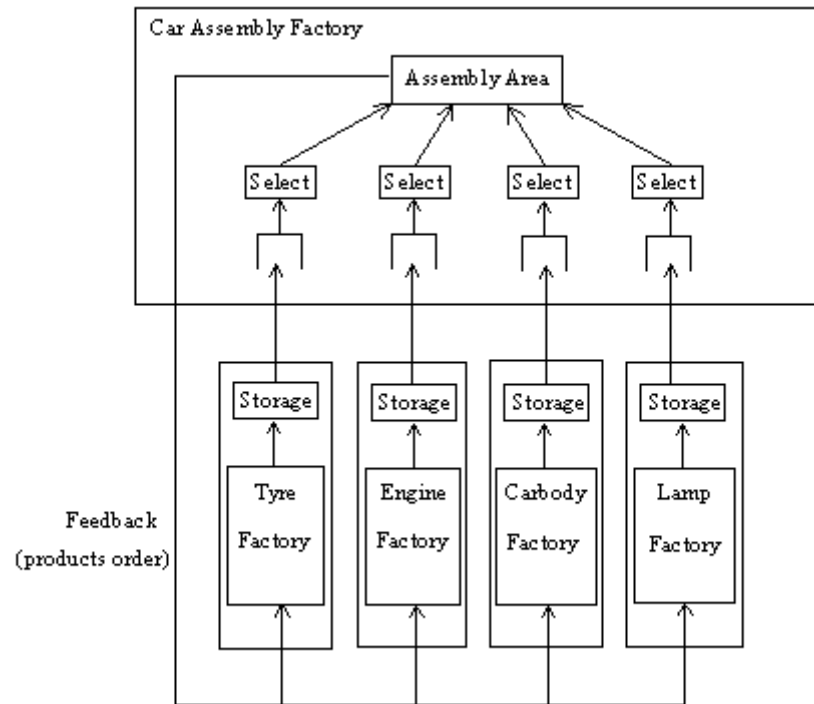 Car Assembly Factory
Assembly Area
Select
Select
Select
Select
Storage
Storage
Storage
Storage
Tyre
Factory
Engine
Factory
Carbody
Factory
Lamp
Factory
Feedback
(products order)